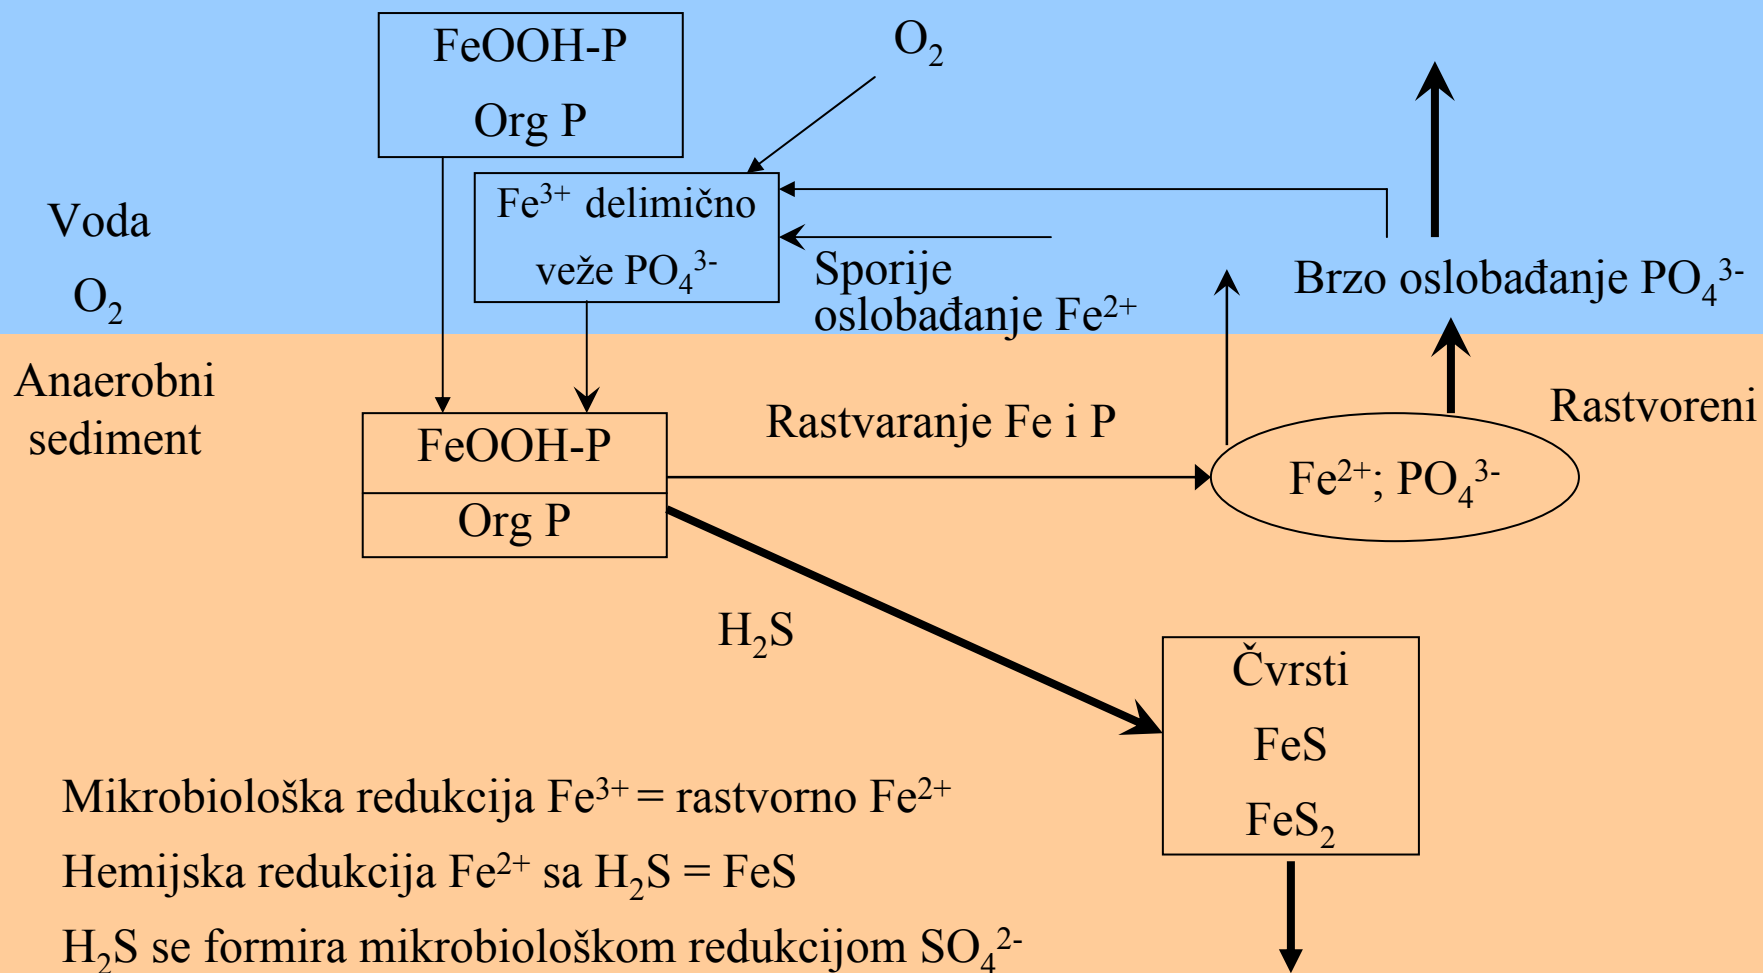 FeOOH-P
Org P
O₂
Fe³⁺ delimično
veže PO₄³⁻
Voda
O₂
Sporije
oslobađanje Fe²⁺
Brzo oslobađanje PO₄³⁻
Anaerobni
sediment
FeOOH-P
Org P
Rastvaranje Fe i P
Rastvoreni
Fe²⁺; PO₄³⁻
H₂S
Čvrsti
FeS
FeS₂
Mikrobiološka redukcija Fe³⁺ = rastvorno Fe²⁺
Hemijska redukcija Fe²⁺ sa H₂S = FeS
H₂S se formira mikrobiološkom redukcijom SO₄²⁻